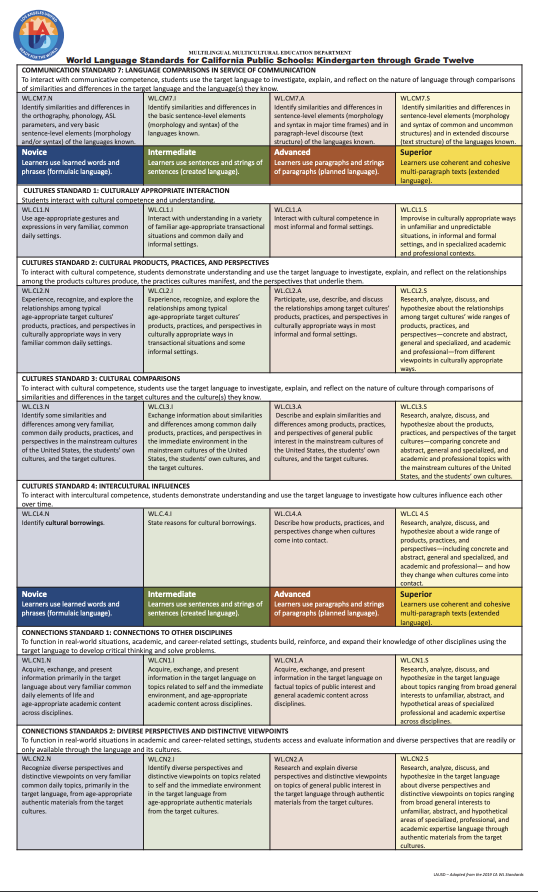 MULTILINGUAL MULTICULTURAL EDUCATION DEPARTMENT
World Language Standards for California Public Schools: Kindergarten through Grade Twelve
COMMUNICATION STANDARD 7: LANGUAGE COMPARISONS IN SERVICE OF COMMUNICATION
To interact with communicative competence, students use the target language to investigate, explain, and reflect on the nature of language through comparisons
of similarities and differences in the target language and the language(s) they know.
WL.CM7.N
Identify similarities and differences in
the orthography, phonology, ASL
parameters, and very basic
sentence-level elements (morphology
and/or syntax) of the languages known.
WL.CM7.I
Identify similarities and differences in
the basic sentence-level elements
(morphology and syntax) of the
languages known.
WL.CM7.A
Identify similarities and differences in
sentence-level elements (morphology
and syntax in major time frames) and in
paragraph-level discourse (text
structure) of the languages known.
WL.CM7.S
Identify similarities and differences in
sentence-level elements (morphology
and syntax of common and uncommon
structures) and in extended discourse
(text structure) of the languages known.
Novice
Learners use learned words and
phrases (formulaic language).
Intermediate
Learners use sentences and strings of
sentences (created language).
Advanced
Learners use paragraphs and strings
of paragraphs (planned language).
Superior
Learners use coherent and cohesive
multi-paragraph texts (extended
language).
CULTURES STANDARD 1: CULTURALLY APPROPRIATE INTERACTION
Students interact with cultural competence and understanding.
WL.CL1.N
Use age-appropriate gestures and
expressions in very familiar, common
daily settings.
WL.CL1.I
Interact with understanding in a variety
of familiar age-appropriate transactional
situations and common daily and
informal settings.
WL.CL1.A
Interact with cultural competence in
most informal and formal settings.
WL.CL1.S
Improvise in culturally appropriate ways
in unfamiliar and unpredictable
situations, in informal and formal
settings, and in specialized academic
and professional contexts.
CULTURES STANDARD 2: CULTURAL PRODUCTS, PRACTICES, AND PERSPECTIVES
To interact with cultural competence, students demonstrate understanding and use the target language to investigate, explain, and reflect on the relationships
among the products cultures produce, the practices cultures manifest, and the perspectives that underlie them.
WL.CL2.N
Experience, recognize, and explore the
relationships among typical
age-appropriate target cultures'
products, practices, and perspectives in
culturally appropriate ways in very
familiar common daily settings.
WL.CL2.I
Experience, recognize, and explore the
relationships among typical
age-appropriate target cultures'
products, practices, and perspectives in
culturally appropriate ways in
transactional situations and some
informal settings.
WL.CL2.A
Participate, use, describe, and discuss
the relationships among target cultures'
products, practices, and perspectives in
culturally appropriate ways in most
informal and formal settings.
WL.CL2.S
Research, analyze, discuss, and
hypothesize about the relationships
among target cultures' wide ranges of
products, practices, and
perspectives—concrete and abstract,
general and specialized, and academic
and professional—from different
viewpoints in culturally appropriate
ways.
CULTURES STANDARD 3: CULTURAL COMPARISONS
To interact with cultural competence, students use the target language to investigate, explain, and reflect on the nature of culture through comparisons of
similarities and differences in the target cultures and the culture(s) they know.
WL.CL3.N
Identify some similarities and
differences among very familiar,
common daily products, practices, and
perspectives in the mainstream cultures
of the United States, the students' own
cultures, and the target cultures.
WL.CL3.I
Exchange information about similarities
and differences among common daily
products, practices, and perspectives in
the immediate environment in the
mainstream cultures of the United
States, the students' own cultures, and
the target cultures.
WL.CL3.A
Describe and explain similarities and
differences among products, practices,
and perspectives of general public
interest in the mainstream cultures of
the United States, the students' own
cultures, and the target cultures.
WL.CL3.S
Research, analyze, discuss, and
hypothesize about the products,
practices, and perspectives of the target
cultures—comparing concrete and
abstract, general and specialized, and
academic and professional topics with
the mainstream cultures of the United
States, and the students' own cultures.
CULTURES STANDARD 4: INTERCULTURAL INFLUENCES
To interact with intercultural competence, students demonstrate understanding and use the target language to investigate how cultures influence each other
over time.
WL.CL4.N
Identify cultural borrowings.
WL.C.4.I
State reasons for cultural borrowings.
WL.CL4.A
Describe how products, practices, and
perspectives change when cultures
come into contact.
WL.CL 4.S
Research, analyze, discuss, and
hypothesize about a wide range of
products, practices, and
perspectives—including concrete and
abstract, general and specialized, and
academic and professional— and how
they change when cultures come into
contact.
Novice
Learners use learned words and
phrases (formulaic language).
Intermediate
Learners use sentences and strings of
sentences (created language).
Advanced
Learners use paragraphs and strings
of paragraphs (planned language).
Superior
Learners use coherent and cohesive
multi-paragraph texts (extended
language).
CONNECTIONS STANDARD 1: CONNECTIONS TO OTHER DISCIPLINES
To function in real-world situations, academic, and career-related settings, students build, reinforce, and expand their knowledge of other disciplines using the
target language to develop critical thinking and solve problems.
WL.CN1.N
Acquire, exchange, and present
information primarily in the target
language about very familiar common
daily elements of life and
age-appropriate academic content
across disciplines.
WL.CN1.I
Acquire, exchange, and present
information in the target language on
topics related to self and the immediate
environment, and age-appropriate
academic content across disciplines.
WL.CN1.A
Acquire, exchange, and present
information in the target language on
factual topics of public interest and
general academic content across
disciplines.
WL.CN1.S
Research, analyze, discuss, and
hypothesize in the target language
about topics ranging from broad general
interests to unfamiliar, abstract, and
hypothetical areas of specialized
professional and academic expertise
across disciplines.
CONNECTIONS STANDARDS 2: DIVERSE PERSPECTIVES AND DISTINCTIVE VIEWPOINTS
To function in real-world situations in academic and career-related settings, students access and evaluate information and diverse perspectives that are readily or
only available through the language and its cultures.
WL.CN2.N
Recognize diverse perspectives and
distinctive viewpoints on very familiar
common daily topics, primarily in the
target language, from age-appropriate
authentic materials from the target
cultures.
WL.CN2.I
Identify diverse perspectives and
distinctive viewpoints on topics related
to self and the immediate environment
in the target language from
age-appropriate authentic materials
from the target cultures.
WL.CN2.A
Research and explain diverse
perspectives and distinctive viewpoints
on topics of general public interest in
the target language through authentic
materials from the target cultures.
WL.CN2.S
Research, analyze, discuss, and
hypothesize in the target language
about diverse perspectives and
distinctive viewpoints on topics ranging
from broad general interests to
unfamiliar, abstract, and hypothetical
areas of specialized, professional, and
academic expertise language through
authentic materials from the target
cultures.
LAUSD – Adapted from the 2019 CA WL Standards